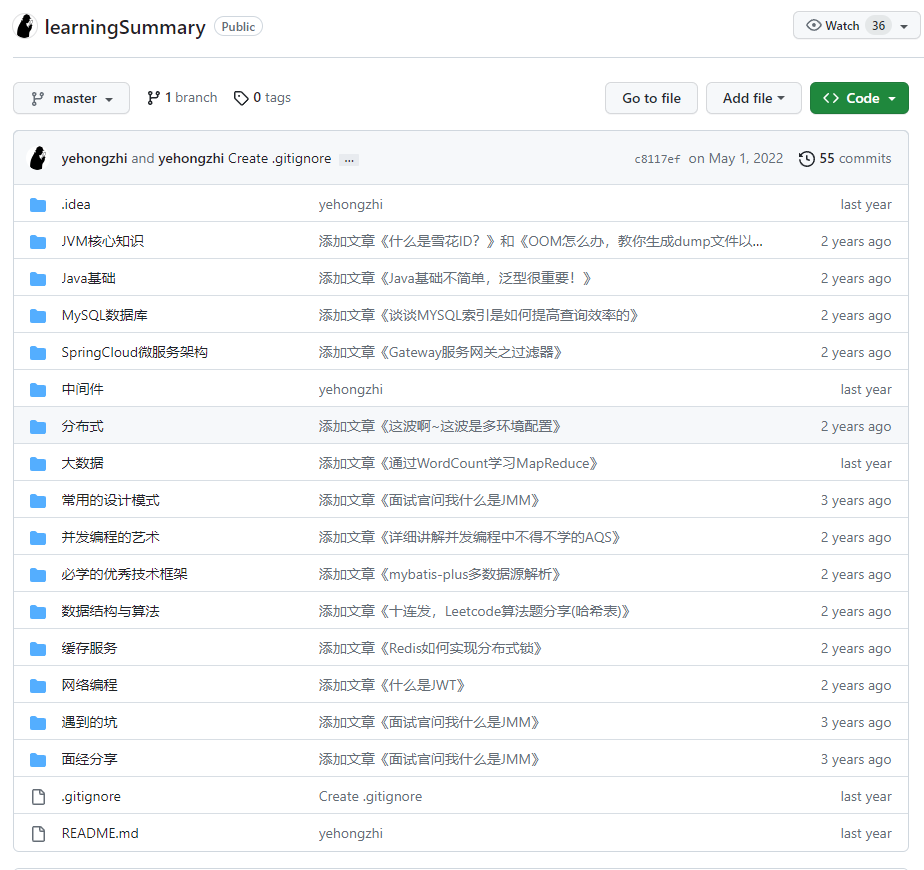 learningSummary Public Watch 36
master 1 branch 0 tags Go to file Add file Code
yehongzhi and yehongzhi Create .gitignore ... c8117ef on May 1, 2022 55 commits
.idea yehongzhi last year
JVM核心知识 添加文章《什么是雪花ID？》和《OOM怎么办，教你生成dump文件以... 2 years ago
Java基础 添加文章《Java基础不简单，泛型很重要！》 2 years ago
MySQL数据库 添加文章《谈谈MYSQL索引是如何提高查询效率的》 2 years ago
SpringCloud微服务架构 添加文章《Gateway服务网关之过滤器》 2 years ago
中间件 yehongzhi last year
分布式 添加文章《这波啊~这波是多环境配置》 2 years ago
大数据 添加文章《通过WordCount学习MapReduce》 last year
常用的设计模式 添加文章《面试官问我什么是JMM》 3 years ago
并发编程的艺术 添加文章《详细讲解并发编程中不得不学的AQS》 2 years ago
必学的优秀技术框架 添加文章《mybatis-plus多数据源解析》 2 years ago
数据结构与算法 添加文章《十连发，Leetcode算法题分享(哈希表)》 2 years ago
缓存服务 添加文章《Redis如何实现分布式锁》 2 years ago
网络编程 添加文章《什么是JWT》 2 years ago
遇到的坑 添加文章《面试官问我什么是JMM》 3 years ago
面经分享 添加文章《面试官问我什么是JMM》 3 years ago
.gitignore Create .gitignore last year
README.md yehongzhi last year